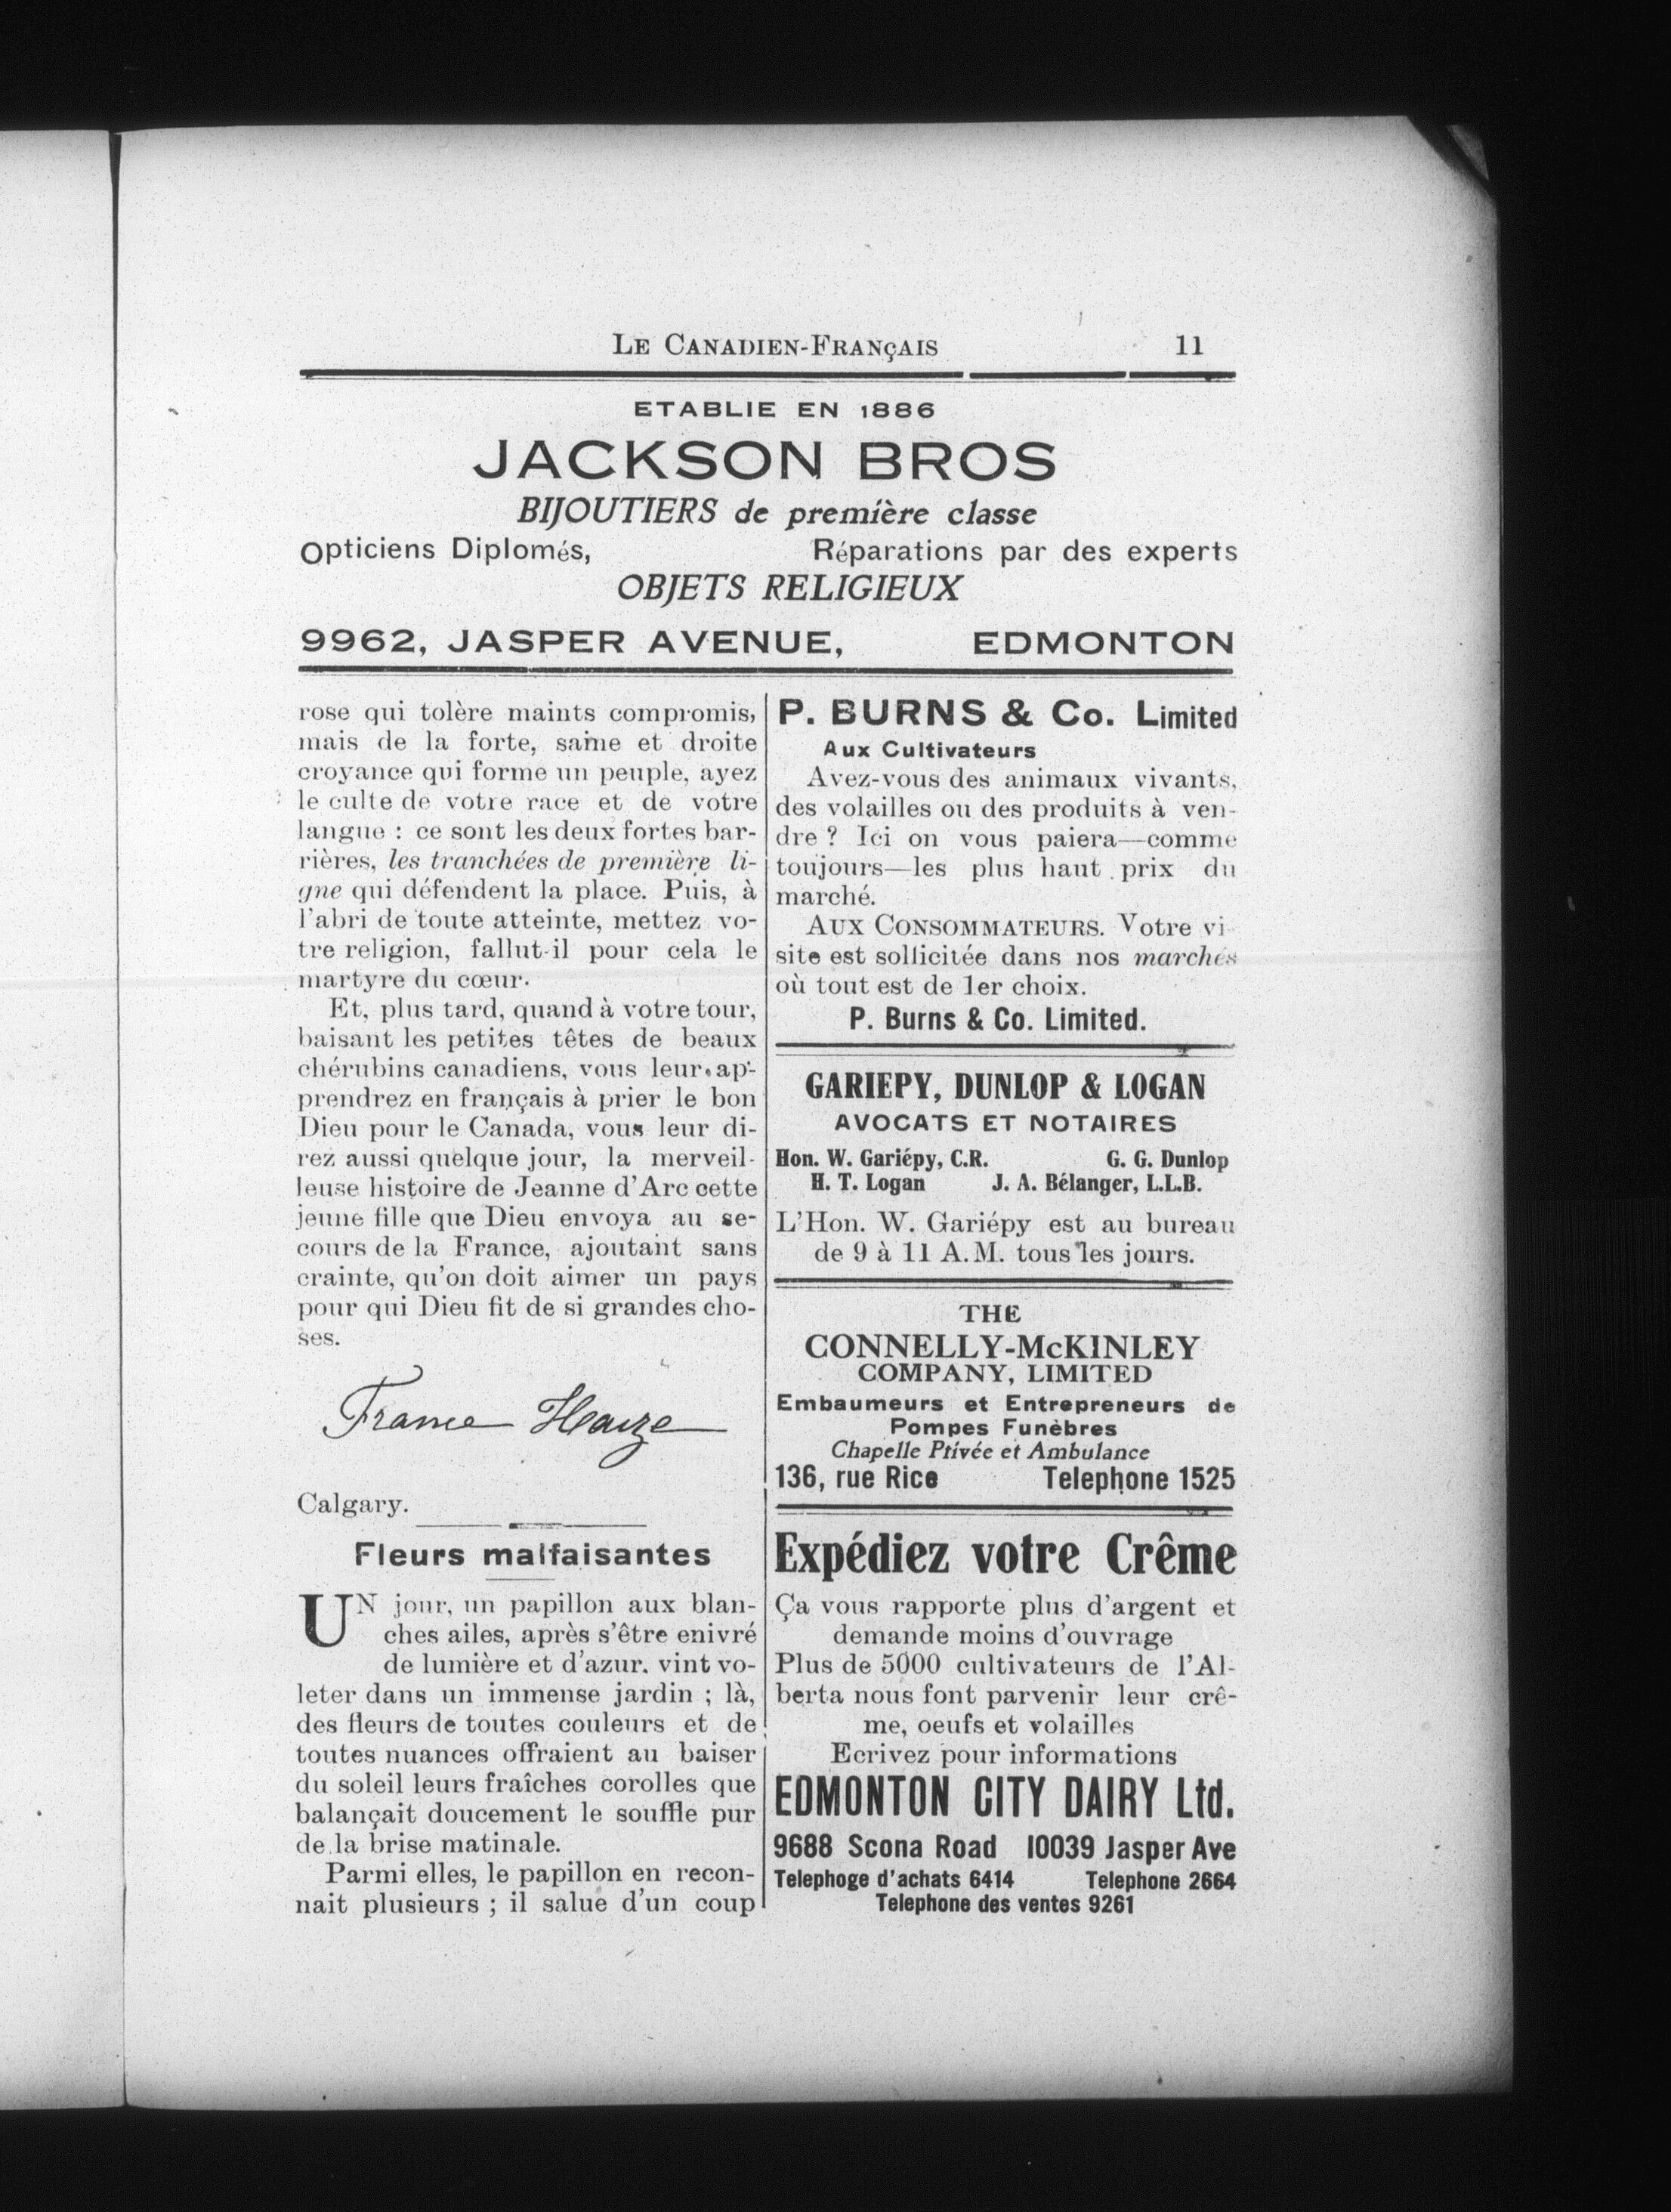 LE CANADIEN-FRANÇAIS 11
ETABLIE EN 1886
JACKSON BROS
BIJOUTIERS de première classe
Opticiens Diplomés, Réparations par des experts
OBJETS RELIGIEUX
9962, JASPER AVENUE, EDMONTON
rose qui tolère maints compromis,
mais de la forte, saine et droite
croyance qui forme un peuple, ayez
le culte de votre race et de votre
langue : ce sont les deux fortes bar-
rières, les tranchées de première li-
gne qui défendent la place. Puis, à
l'abri de toute atteinte, mettez vo-
tre religion, fallut-il pour cela le
martyre du cœur.
Et, plus tard, quand à votre tour,
baisant les petites têtes de beaux
chérubins canadiens, vous leur ap-
prendrez en français à prier le bon
Dieu pour le Canada, vous leur di-
rez aussi quelque jour, la merveil-
leuse histoire de Jeanne d'Arc cette
jeune fille que Dieu envoya au se-
cours de la France, ajoutant sans
crainte, qu'on doit aimer un pays
pour qui Dieu fit de si grandes cho-
ses.
France Haize
Calgary.
Fleurs malfaisantes
UN jour, un papillon aux blan-
ches ailes, après s'être enivré
de lumière et d'azur. vint vo-
leter dans un immense jardin ; là,
des fleurs de toutes couleurs et de
toutes nuances offraient au baiser
du soleil leurs fraîches corolles que
balançait doucement le souffle pur
de la brise matinale.
Parmi elles, le papillon en recon-
nait plusieurs ; il salue d'un coup
P. BURNS & Co. Limited
Aux Cultivateurs
Avez-vous des animaux vivants,
des volailles ou des produits à ven-
dre ? Ici on vous paiera—comme
toujours—les plus haut prix du
marché.
AUX CONSOMMATEURS. Votre vi-
site est sollicitée dans nos marchés
où tout est de 1er choix.
P. Burns & Co. Limited.
GARIEPY, DUNLOP & LOGAN
AVOCATS ET NOTAIRES
Hon. W. Gariépy, C.R. G. G. Dunlop
H. T. Logan J. A. Bélanger, L.L.B.
L'Hon. W. Gariépy est au bureau
de 9 à 11 A.M. tous les jours.
THE
CONNELLY-McKINLEY
COMPANY, LIMITED
Embaumeurs et Entrepreneurs de
Pompes Funèbres
Chapelle Ptivée et Ambulance
136, rue Rice Telephone 1525
Expédiez votre Crême
Ça vous rapporte plus d'argent et
demande moins d'ouvrage
Plus de 5000 cultivateurs de l'Al-
berta nous font parvenir leur crê-
me, oeufs et volailles
Ecrivez pour informations
EDMONTON CITY DAIRY Ltd.
9688 Scona Road 10039 Jasper Ave
Telephoge d'achats 6414 Telephone 2664
Telephone des ventes 9261